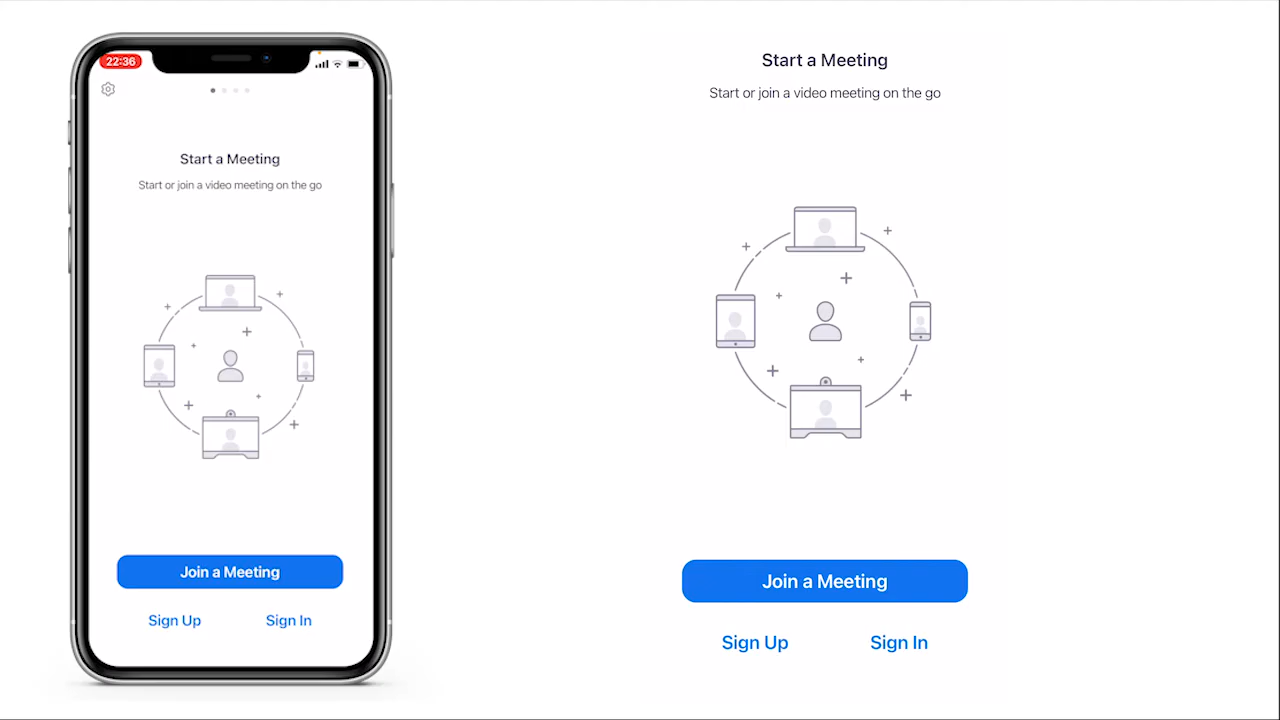 22:36
Start a Meeting
Start or join a video meeting on the go
Join a Meeting
Sign Up
Sign In
Start a Meeting
Start or join a video meeting on the go
Join a Meeting
Sign Up
Sign In